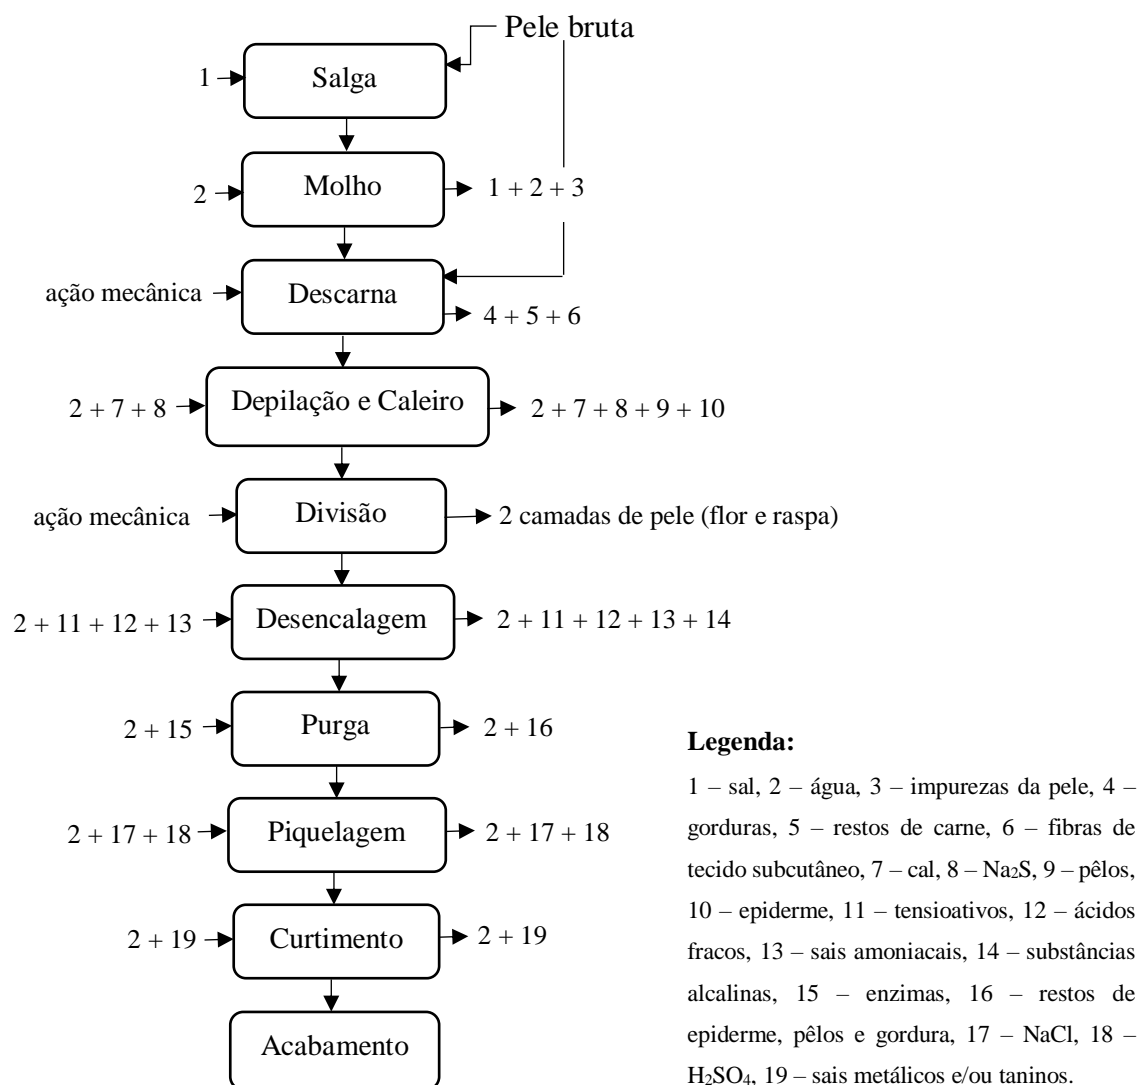 Pele bruta
1 Salga
Molho
2 1 + 2 + 3
ação mecânica Descarna
4 + 5 + 6
2 + 7 + 8 Depilação e Caleiro 2 + 7 + 8 + 9 + 10
ação mecânica Divisão 2 camadas de pele (flor e raspa)
2 + 11 + 12 + 13 Desencalagem 2 + 11 + 12 + 13 + 14
2 + 15 Purga 2 + 16
2 + 17 + 18 Piquelagem 2 + 17 + 18
2 + 19 Curtimento 2 + 19
Acabamento
Legenda:
1 – sal, 2 – água, 3 – impurezas da pele, 4 –
gorduras, 5 – restos de carne, 6 – fibras de
tecido subcutâneo, 7 – cal, 8 – Na₂S, 9 – pêlos,
10 – epiderme, 11 – tensioativos, 12 – ácidos
fracos, 13 – sais amoniacais, 14 – substâncias
alcalinas, 15 – enzimas, 16 – restos de
epiderme, pêlos e gordura, 17 – NaCl, 18 –
H₂SO₄, 19 – sais metálicos e/ou taninos.